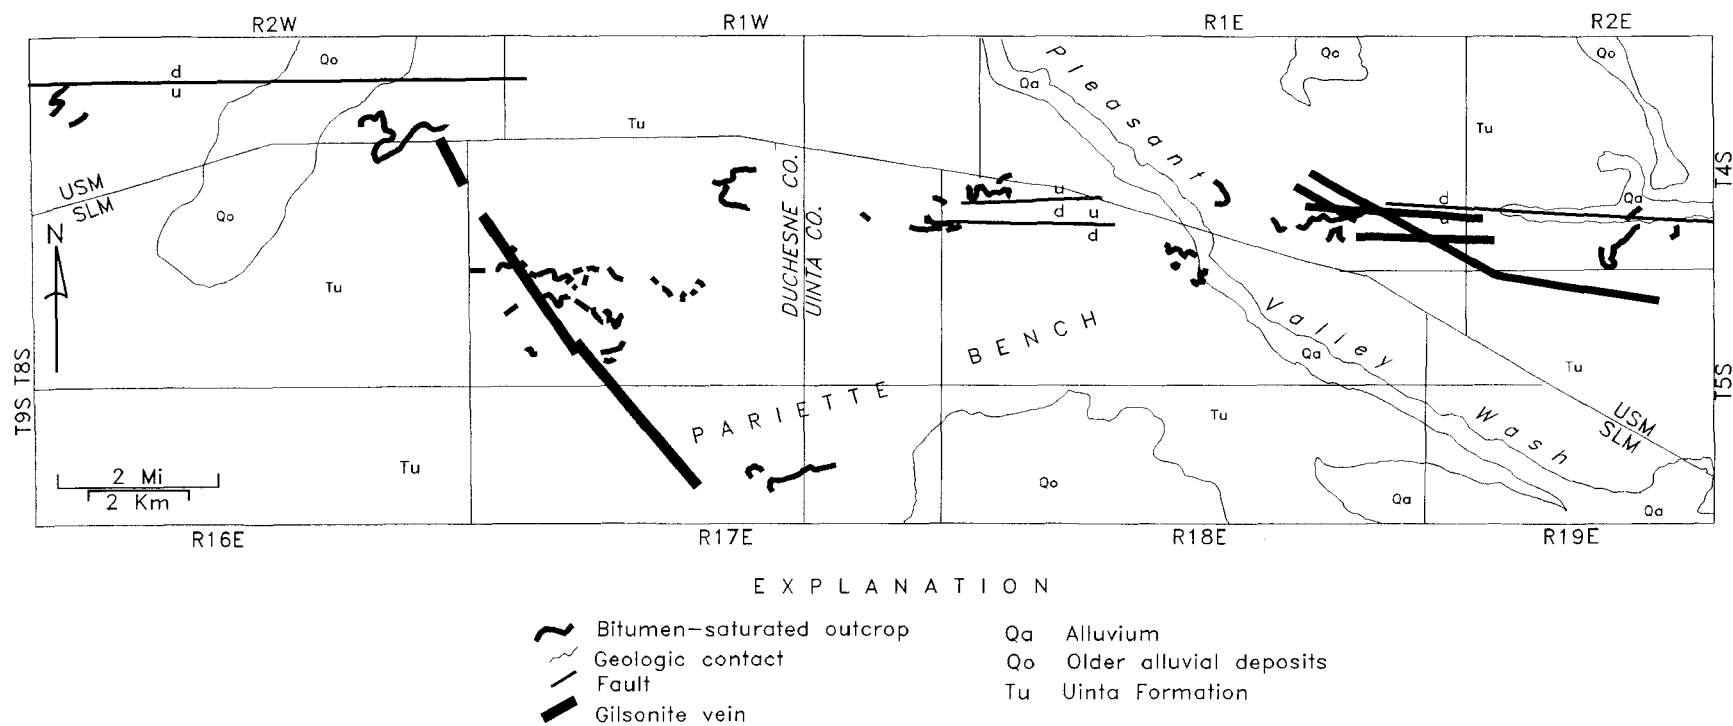 R2W R1W R1E R2E
Qo Qo Qo
d
u
Qa
Pleasant
Tu Tu
USM
SLM
T4S
N
Qo
DUCHESNE CO.
UINTA CO.
u
d u
d
d
u
Qa
Tu
Valley
BENCH
Qa
Tu
T8S
T9S
T5S
PARIETTE
Tu
Wash
USM
SLM
Tu
2 Mi
2 Km
Qo
Qa
Qa
R16E R17E R18E R19E
EXPLANATION
Bitumen-saturated outcrop
Geologic contact
Fault
Gilsonite vein
Qa Alluvium
Qo Older alluvial deposits
Tu Uinta Formation